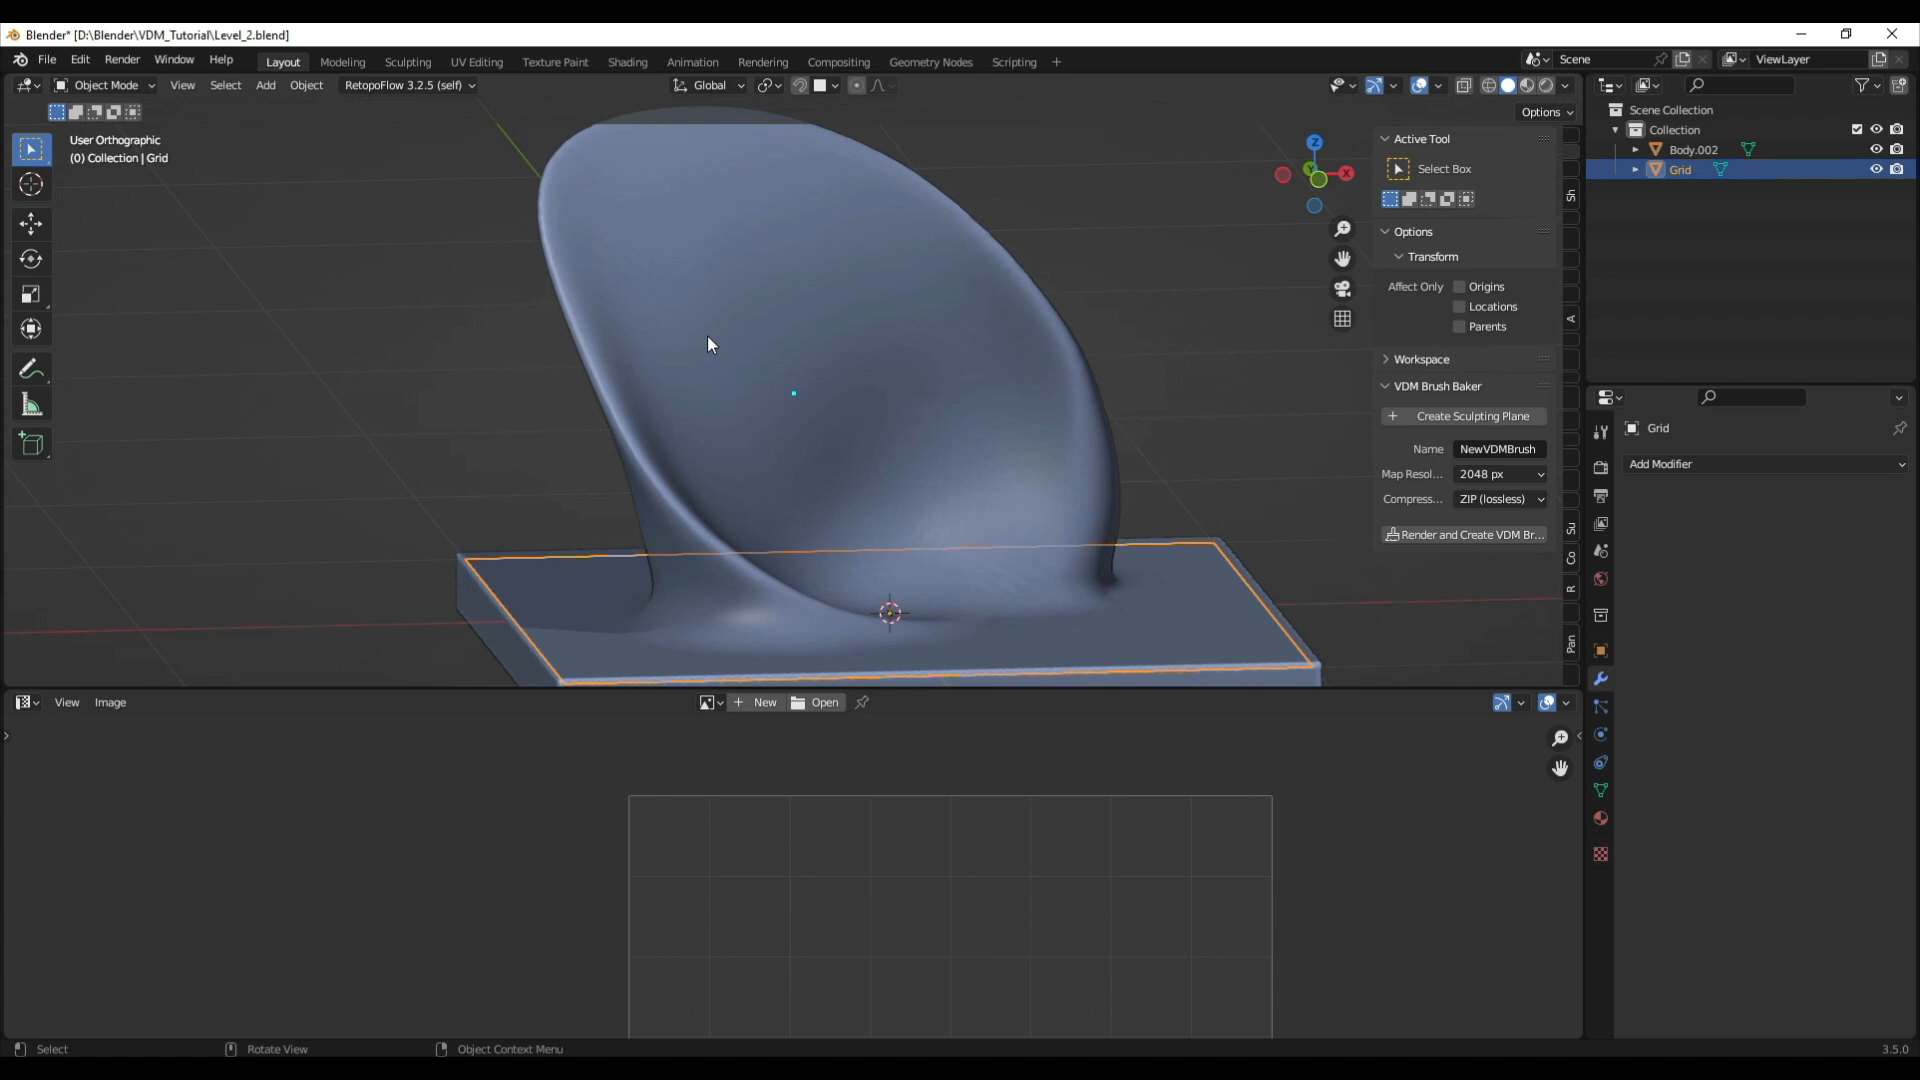 Blender* [D:\Blender\VDM_Tutorial\Level_2.blend]
File Edit Render Window Help Layout Modeling Sculpting UV Editing Texture Paint Shading Animation Rendering Compositing Geometry Nodes Scripting + Scene ViewLayer
Object Mode View Select Add Object RetopoFlow 3.2.5 (self) Global
Options
User Orthographic
(0) Collection | Grid
Z
Y
X
Active Tool
Select Box
Options
Transform
Affect Only Origins
Locations
Parents
Workspace
VDM Brush Baker
Create Sculpting Plane
Name NewVDMBrush
Map Resol... 2048 px
Compress... ZIP (lossless)
Render and Create VDM Br...
Sh
A
Su
Co
R
Pan
Scene Collection
Collection
Body.002
Grid
Grid
Add Modifier
View Image New Open
Select Rotate View Object Context Menu 3.5.0